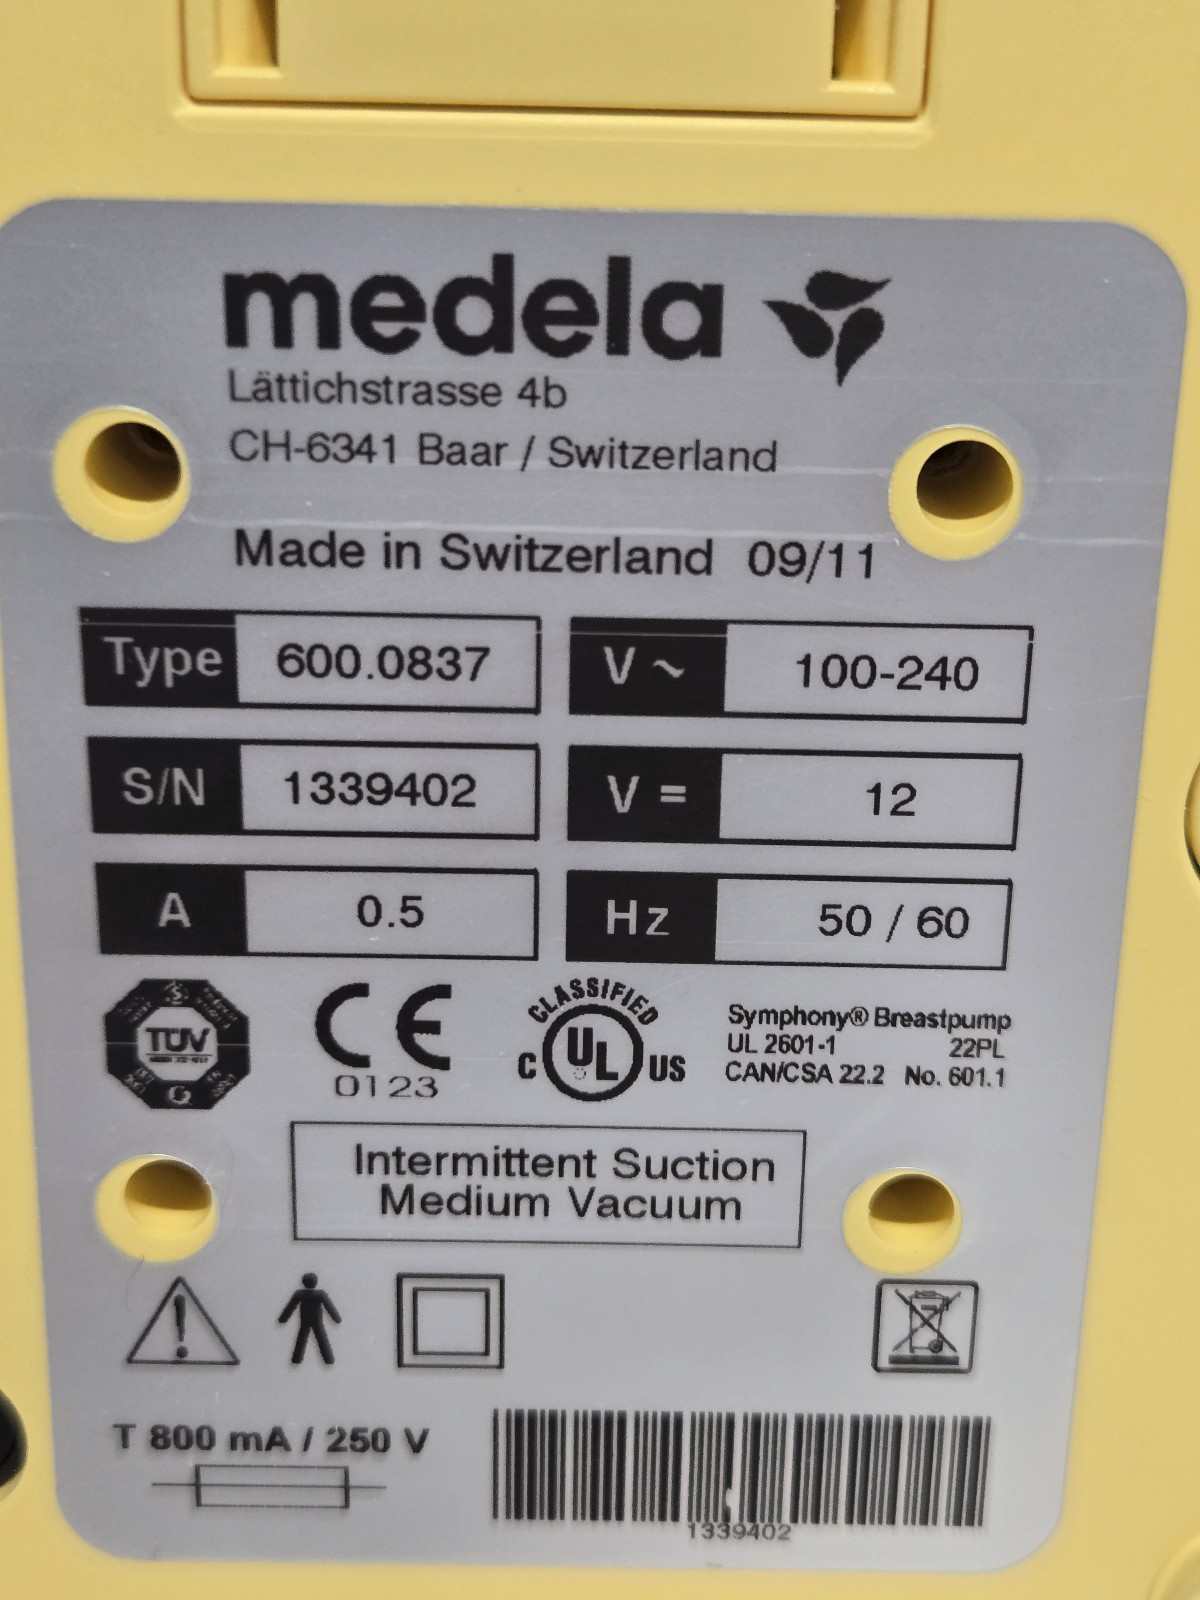 medela
Lättichstrasse 4b
CH-6341 Baar / Switzerland
Made in Switzerland 09/11
Type 600.0837 V ~ 100-240
S/N 1339402 V = 12
A 0.5 Hz 50 / 60
TÜV
CE
0123
CLASSIFIED
C UL US
Symphony® Breastpump
UL 2601-1 22PL
CAN/CSA 22.2 No. 601.1
Intermittent Suction
Medium Vacuum
T 800 mA / 250 V
1339402